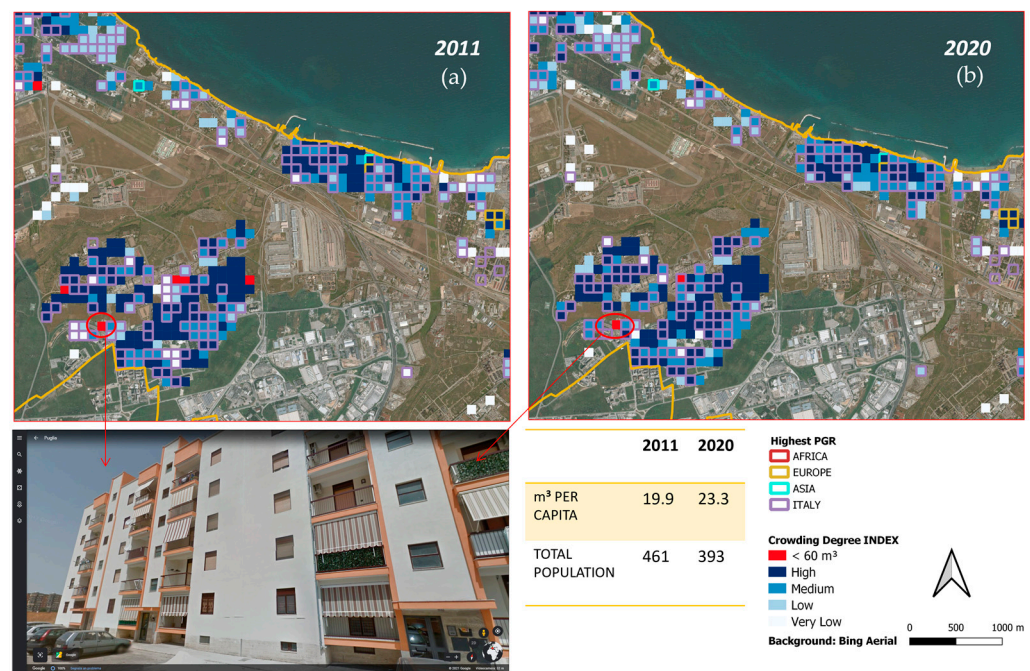 2011
(a)
2020
(b)
Puglia
Google
100%
2011 2020
m³ PER
CAPITA
19.9 23.3
TOTAL
POPULATION
461 393
Highest PGR
AFRICA
EUROPE
ASIA
ITALY
Crowding Degree INDEX
< 60 m³
High
Medium
Low
Very Low
Background: Bing Aerial
0 500 1000 m